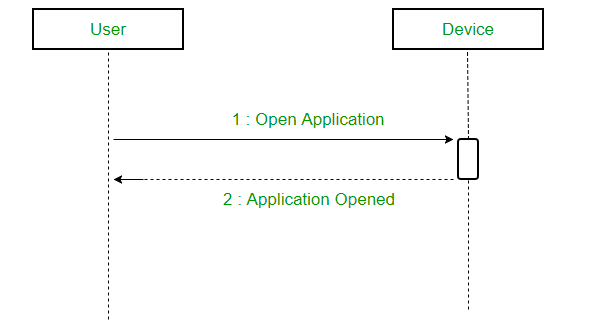 User
Device
1 : Open Application
2 : Application Opened